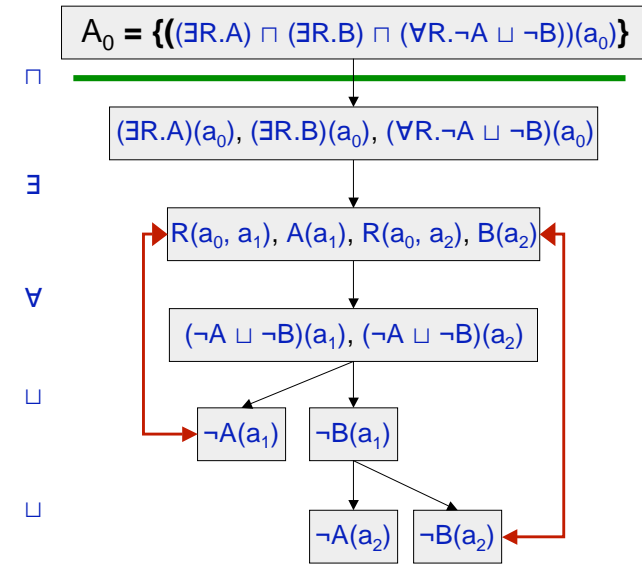 A₀ = {((∃R.A) ⊓ (∃R.B) ⊓ (∀R.¬A ⊔ ¬B))(a₀)}
⊓
(∃R.A)(a₀), (∃R.B)(a₀), (∀R.¬A ⊔ ¬B)(a₀)
∃
R(a₀, a₁), A(a₁), R(a₀, a₂), B(a₂)
∀
(¬A ⊔ ¬B)(a₁), (¬A ⊔ ¬B)(a₂)
⊔
¬A(a₁) ¬B(a₁)
⊔
¬A(a₂) ¬B(a₂)